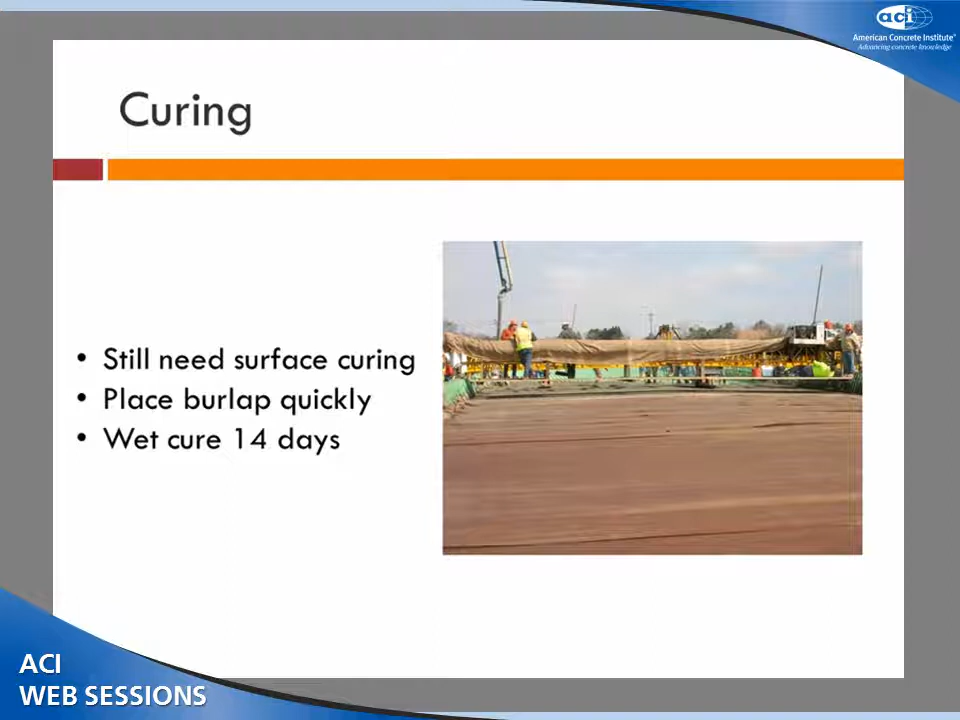 aci
American Concrete Institute®
Advancing concrete knowledge
Curing
• Still need surface curing
• Place burlap quickly
• Wet cure 14 days
ACI
WEB SESSIONS